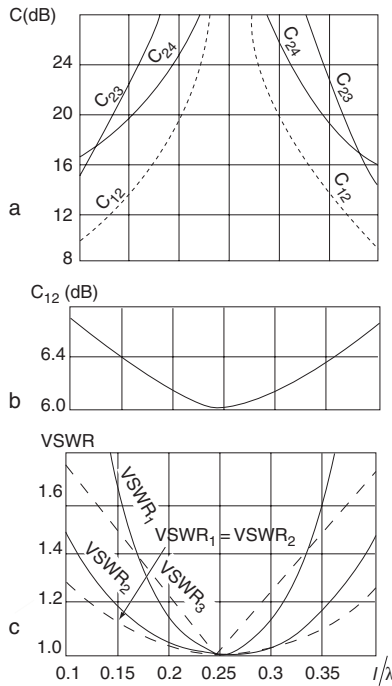 C(dB)
24
20
16
12
8
C23
C24
C12
C24
C23
C12
a
C12 (dB)
6.4
6.0
b
VSWR
1.6
1.4
1.2
1.0
VSWR1
VSWR1 = VSWR2
VSWR2
VSWR3
c
0.1 0.15 0.2 0.25 0.3 0.35 l/λ